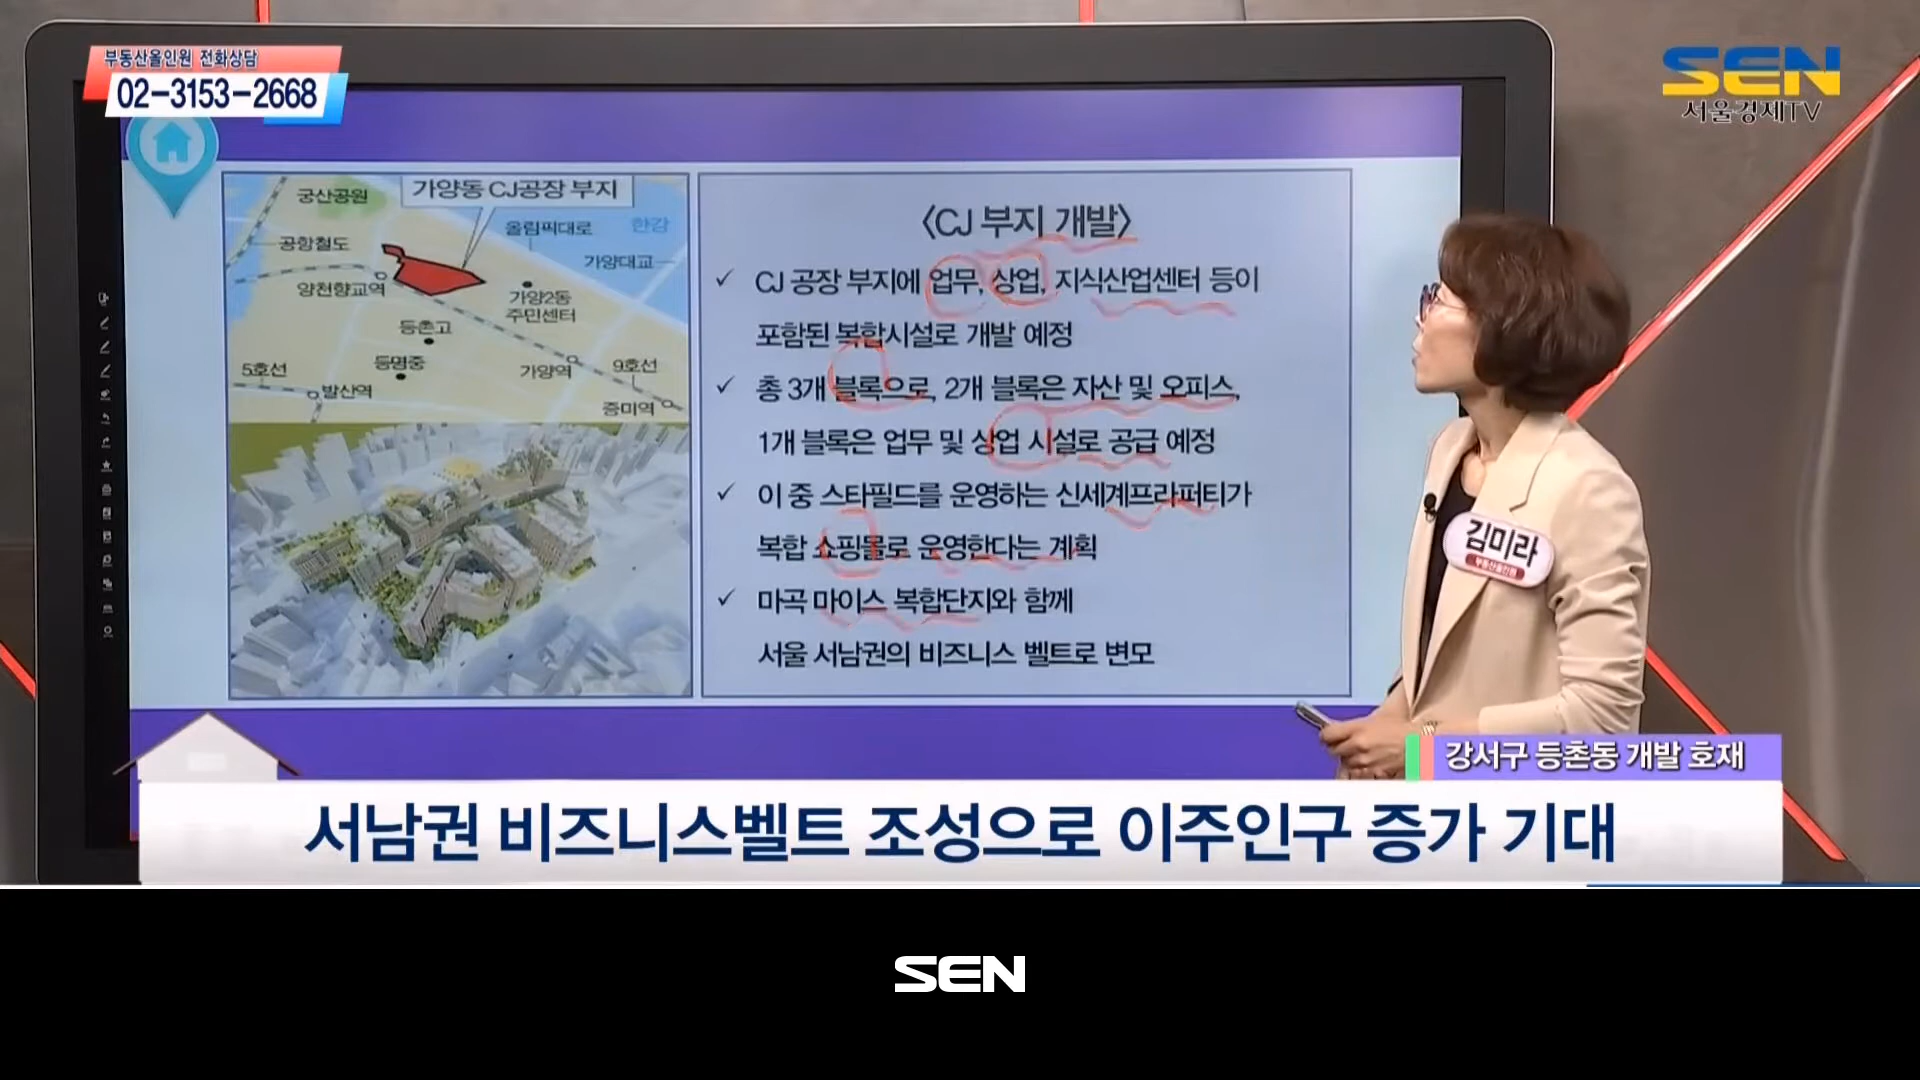 부동산올인원 전화상담
02-3153-2668
SEN
서울경제TV
궁산공원
가양동 CJ공장 부지
올림픽대로
한강
공항철도
가양대교
양천향교역
가양2동
주민센터
등촌고
등명중
5호선
가양역
9호선
발산역
증미역
〈CJ 부지 개발〉
✓ CJ 공장 부지에 업무, 상업, 지식산업센터 등이
포함된 복합시설로 개발 예정
✓ 총 3개 블록으로, 2개 블록은 자산 및 오피스,
1개 블록은 업무 및 상업 시설로 공급 예정
✓ 이 중 스타필드를 운영하는 신세계프라퍼티가
복합 쇼핑몰로 운영한다는 계획
✓ 마곡 마이스 복합단지와 함께
서울 서남권의 비즈니스 벨트로 변모
김미라
부동산올인원
강서구 등촌동 개발 호재
서남권 비즈니스벨트 조성으로 이주인구 증가 기대
SEN